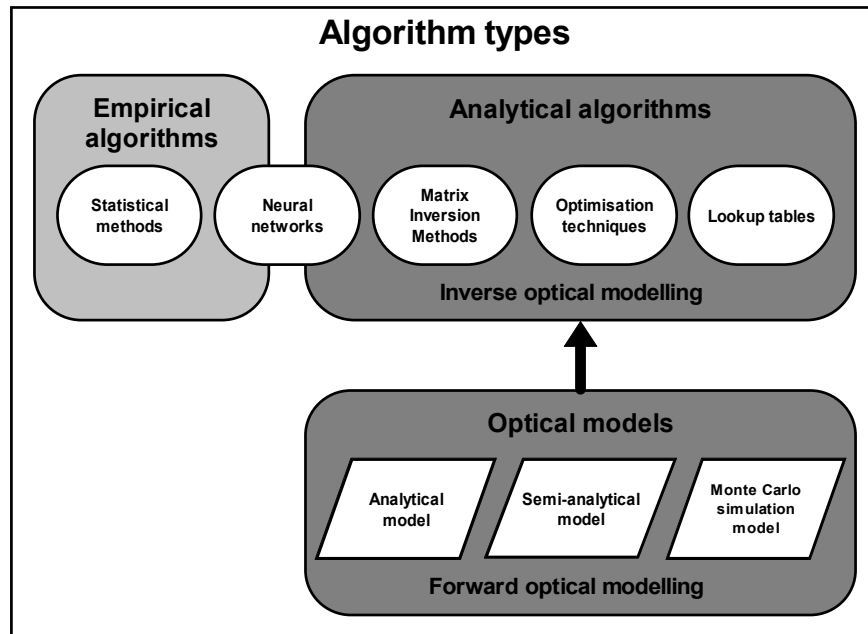 Algorithm types
Empirical
algorithms
Analytical algorithms
Statistical
methods
Neural
networks
Matrix
Inversion
Methods
Optimisation
techniques
Lookup tables
Inverse optical modelling
Optical models
Analytical
model
Semi-analytical
model
Monte Carlo
simulation
model
Forward optical modelling